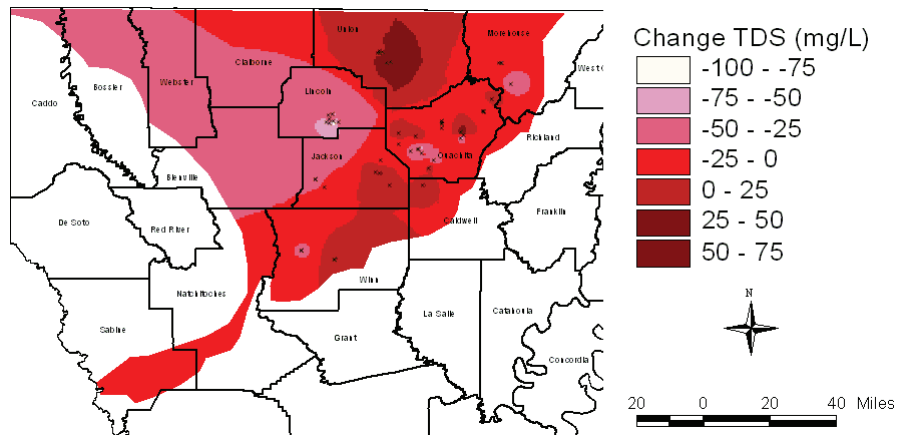 Union
Morehouse
Claiborne
West C
Webster
Bossier
Lincoln
Caddo
Richland
Ouachita
Jackson
Bienville
Franklin
De Soto
Caldwell
Red River
Winn
Natchitoches
La Salle
Catahoula
Sabine
Grant
Concordia
Change TDS (mg/L)
-100 - -75
-75 - -50
-50 - -25
-25 - 0
0 - 25
25 - 50
50 - 75
N
20 0 20 40 Miles